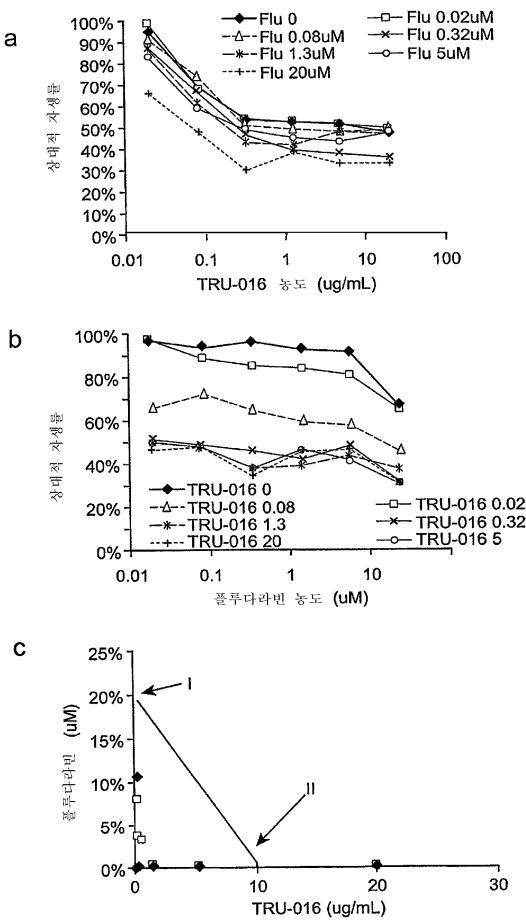 a
Flu 0
Flu 0.02uM
Flu 0.08uM
Flu 0.32uM
Flu 1.3uM
Flu 5uM
Flu 20uM
100%
90%
80%
70%
60%
50%
40%
30%
20%
10%
0%
상대적 자생률
0.01
0.1
1
10
100
TRU-016 농도 (ug/mL)
b
100%
80%
60%
40%
20%
0%
상대적 자생률
TRU-016 0
TRU-016 0.02
TRU-016 0.08
TRU-016 0.32
TRU-016 1.3
TRU-016 5
TRU-016 20
0.01
0.1
1
10
플루다라빈 농도 (uM)
c
25%
20%
15%
10%
5%
0%
플루다라빈 (uM)
I
II
0
10
20
30
TRU-016 (ug/mL)